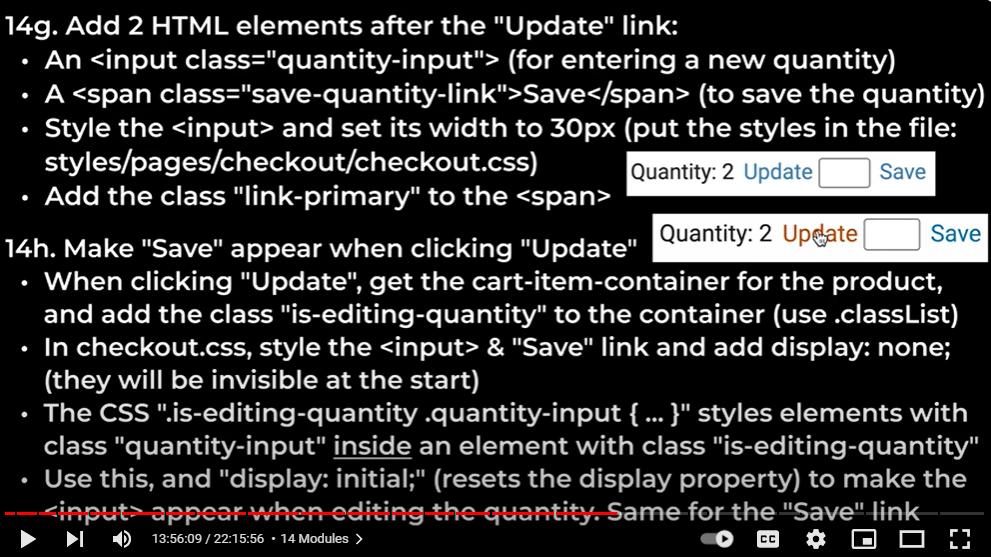 14g. Add 2 HTML elements after the "Update" link:
• An <input class="quantity-input"> (for entering a new quantity)
• A <span class="save-quantity-link">Save</span> (to save the quantity)
• Style the <input> and set its width to 30px (put the styles in the file:
styles/pages/checkout/checkout.css)
Quantity: 2 Update Save
• Add the class "link-primary" to the <span>
Quantity: 2 Update Save
14h. Make "Save" appear when clicking "Update"
• When clicking "Update", get the cart-item-container for the product,
and add the class "is-editing-quantity" to the container (use .classList)
• In checkout.css, style the <input> & "Save" link and add display: none;
(they will be invisible at the start)
• The CSS ".is-editing-quantity .quantity-input { ... }" styles elements with
class "quantity-input" inside an element with class "is-editing-quantity"
• Use this, and "display: initial;" (resets the display property) to make the
<input> appear when editing the quantity. Same for the "Save" link
13:56:09 / 22:15:56 • 14 Modules >
CC